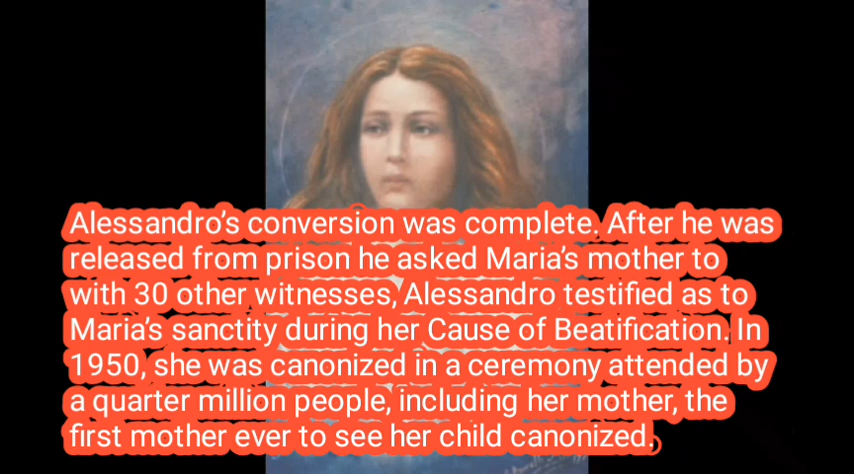 Alessandro's conversion was complete. After he was
released from prison he asked Maria's mother to
with 30 other witnesses, Alessandro testified as to
Maria's sanctity during her Cause of Beatification. In
1950, she was canonized in a ceremony attended by
a quarter million people, including her mother, the
first mother ever to see her child canonized.